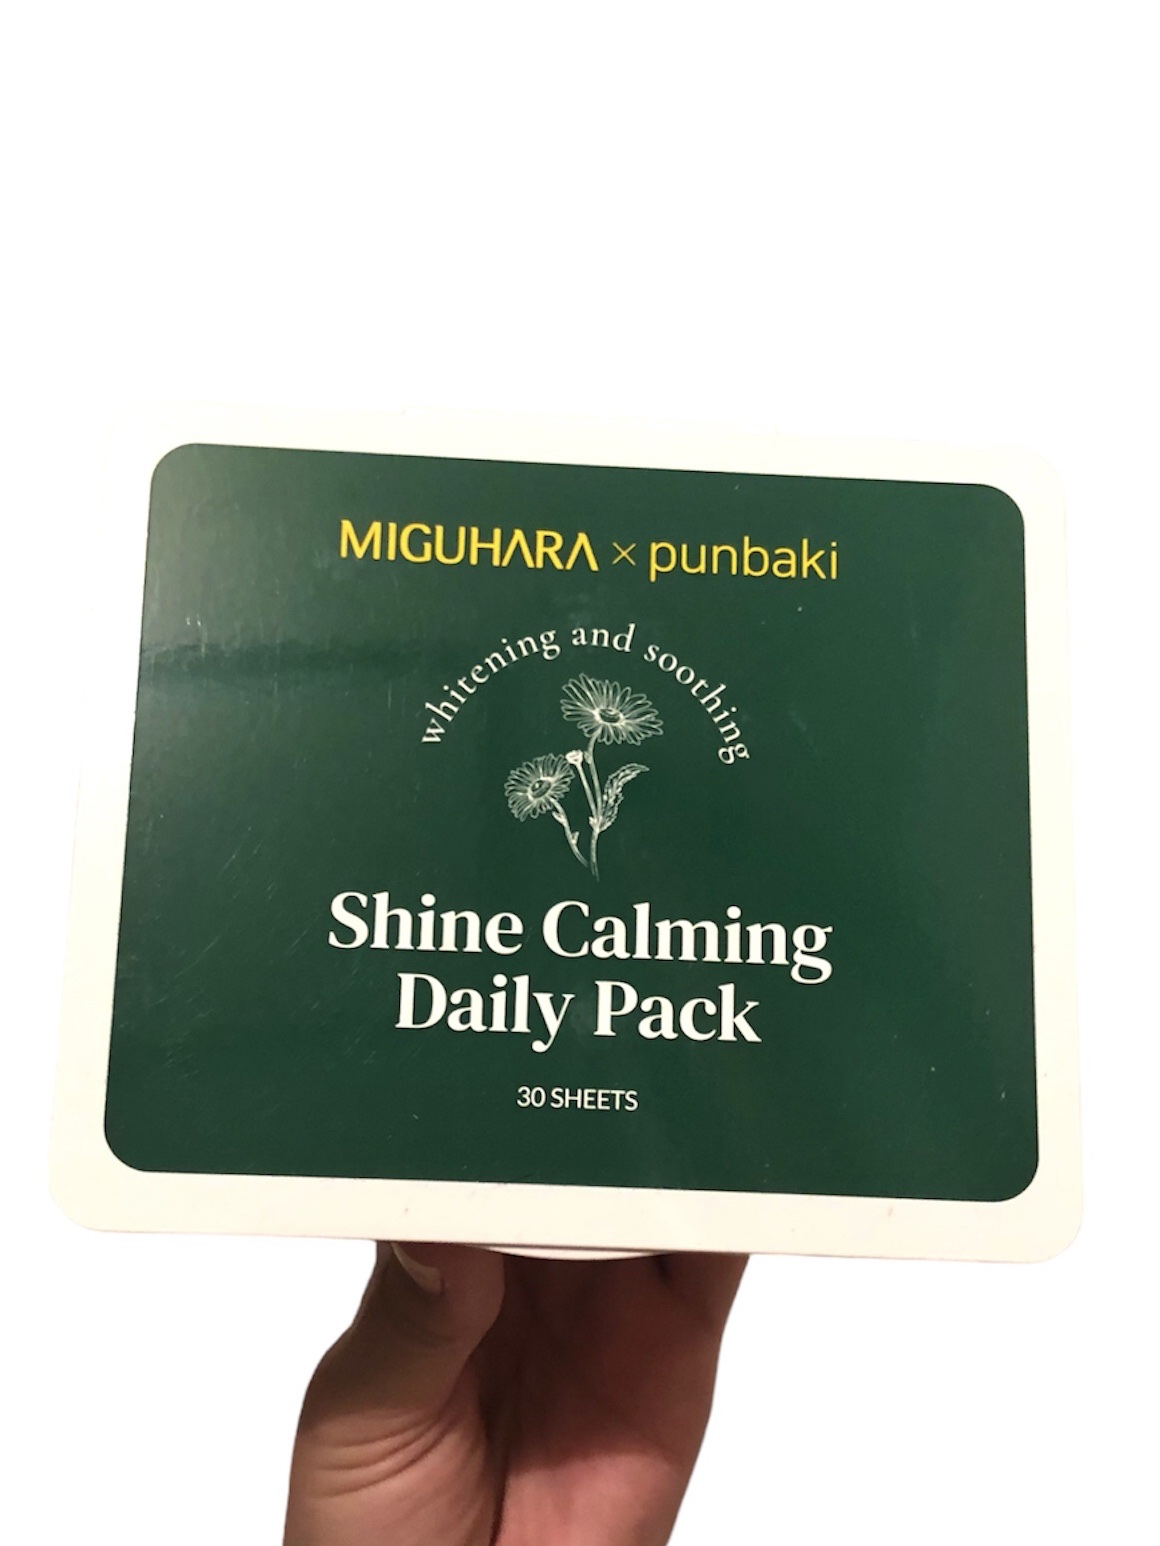 MIGUHARA × punbaki
whitening and soothing
Shine Calming
Daily Pack
30 SHEETS